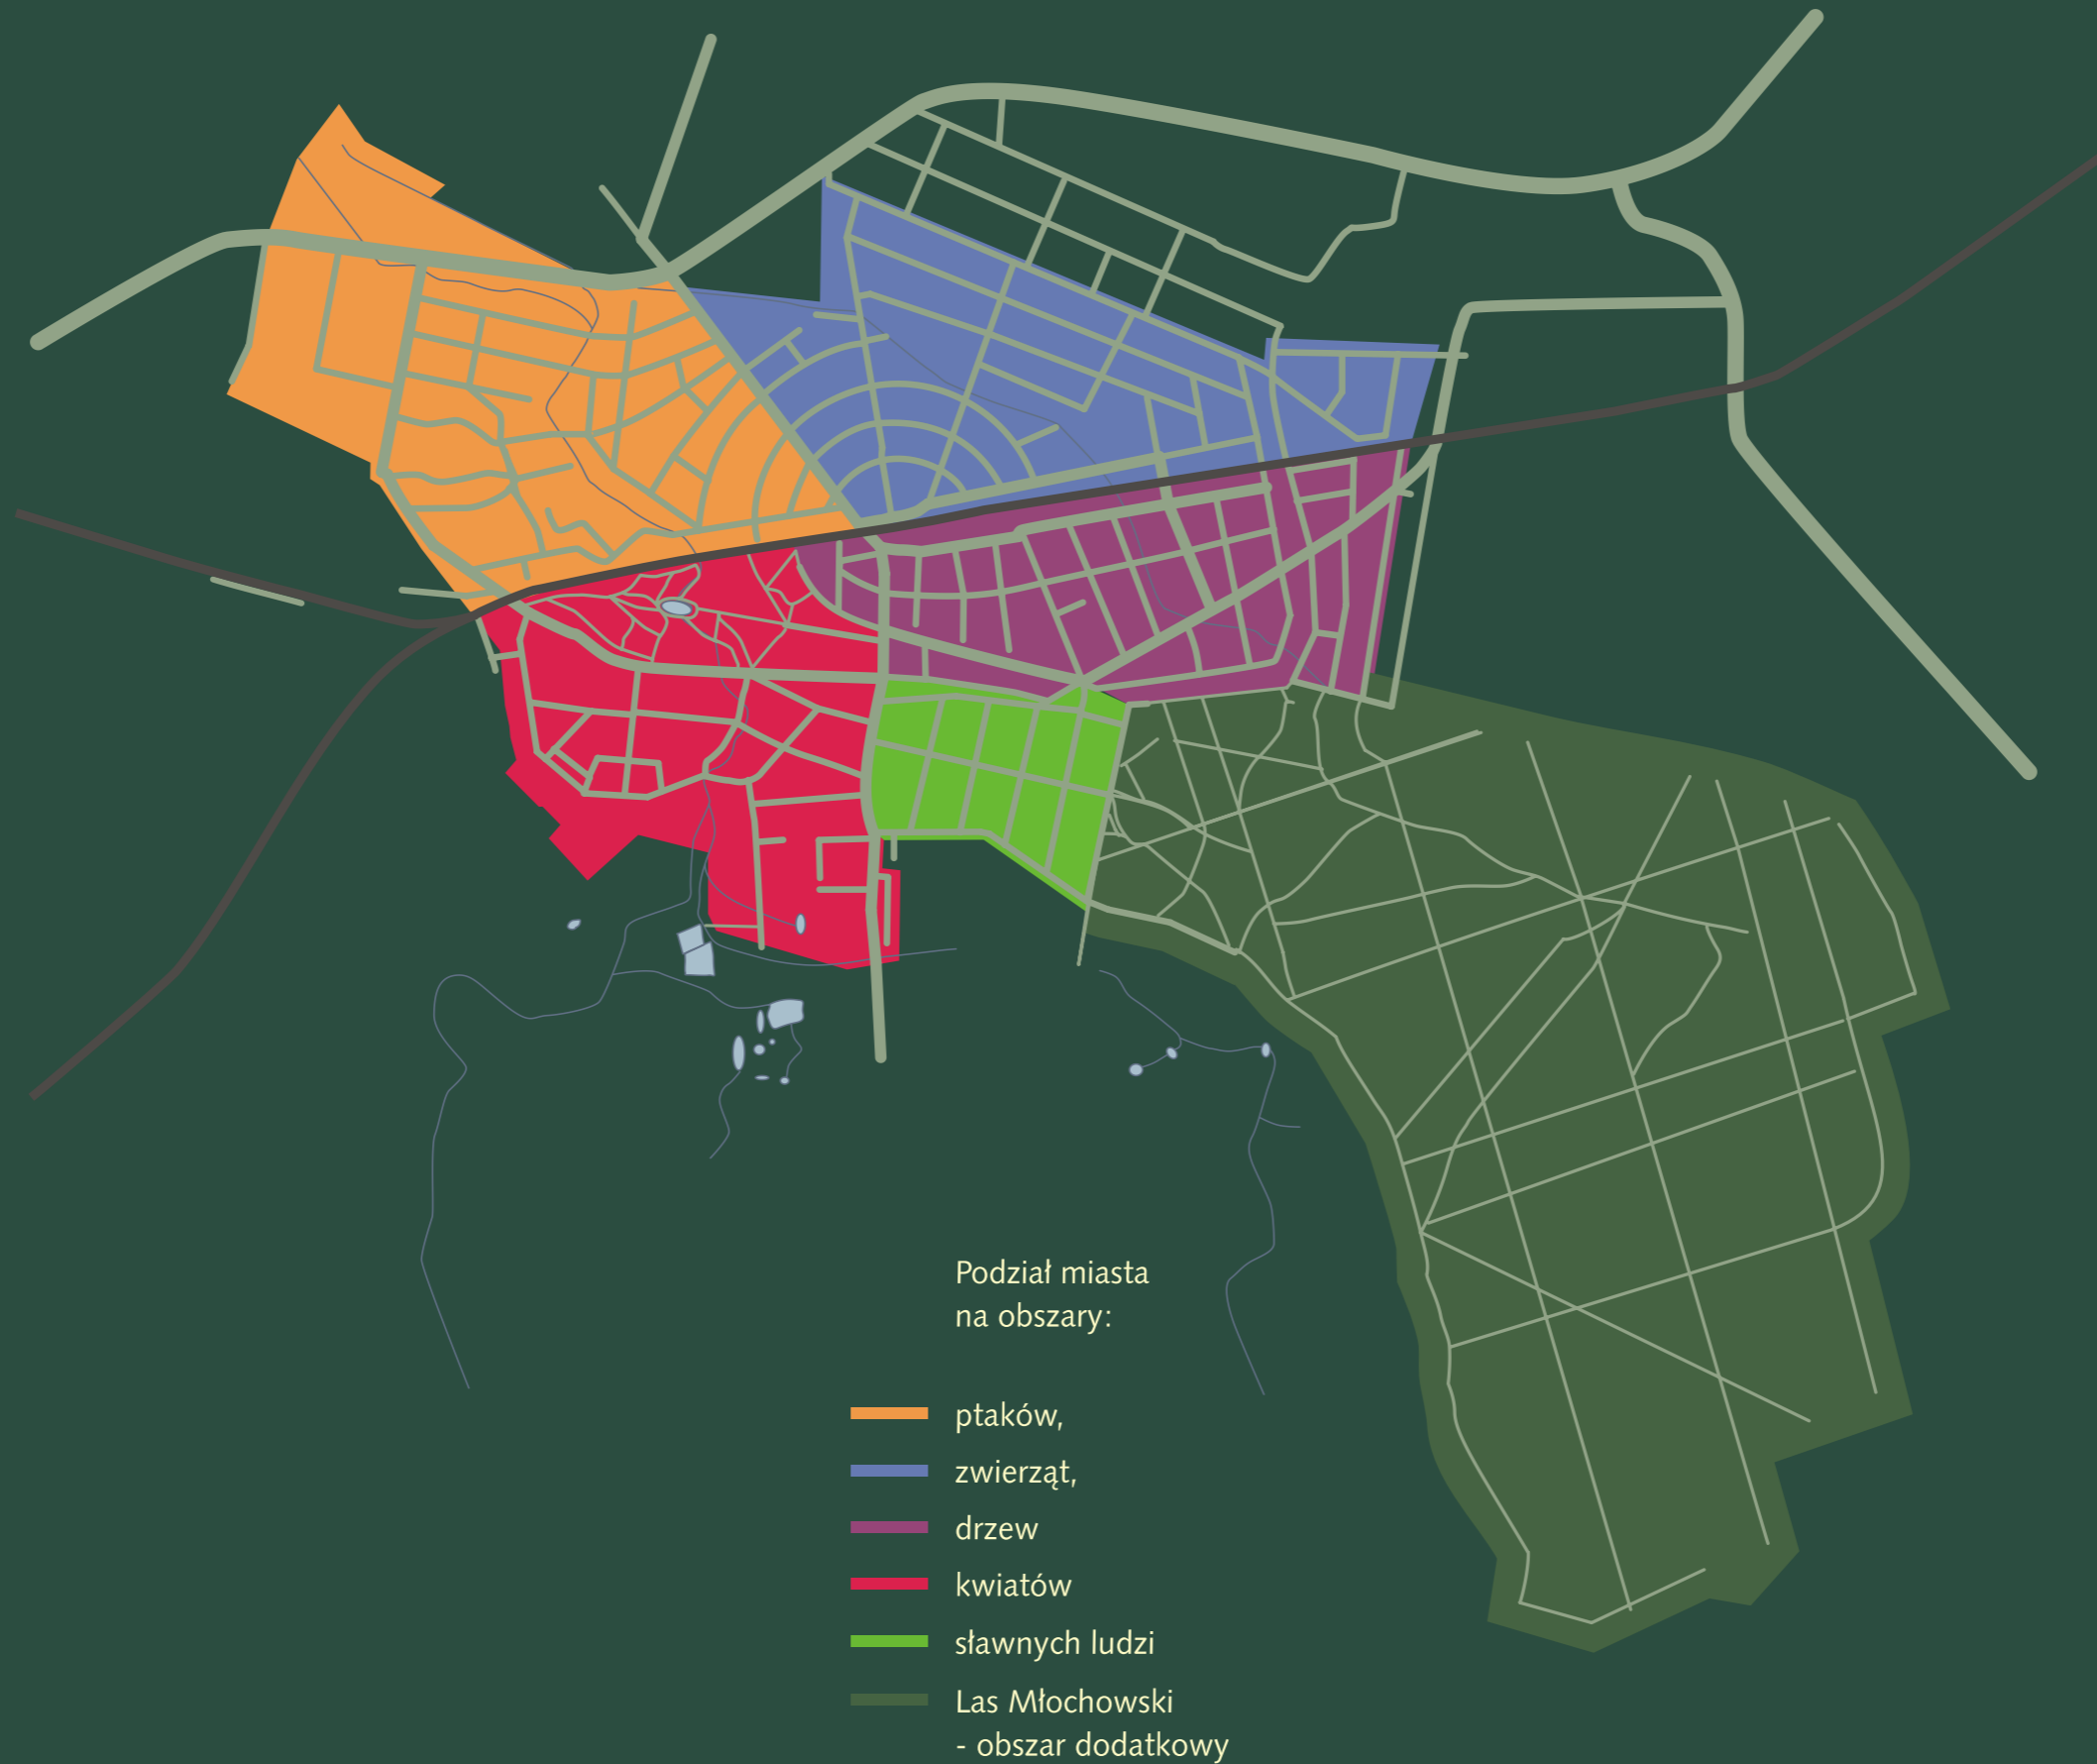 Podział miasta
na obszary:
ptaków,
zwierząt,
drzew
kwiatów
sławnych ludzi
Las Młochowski
- obszar dodatkowy